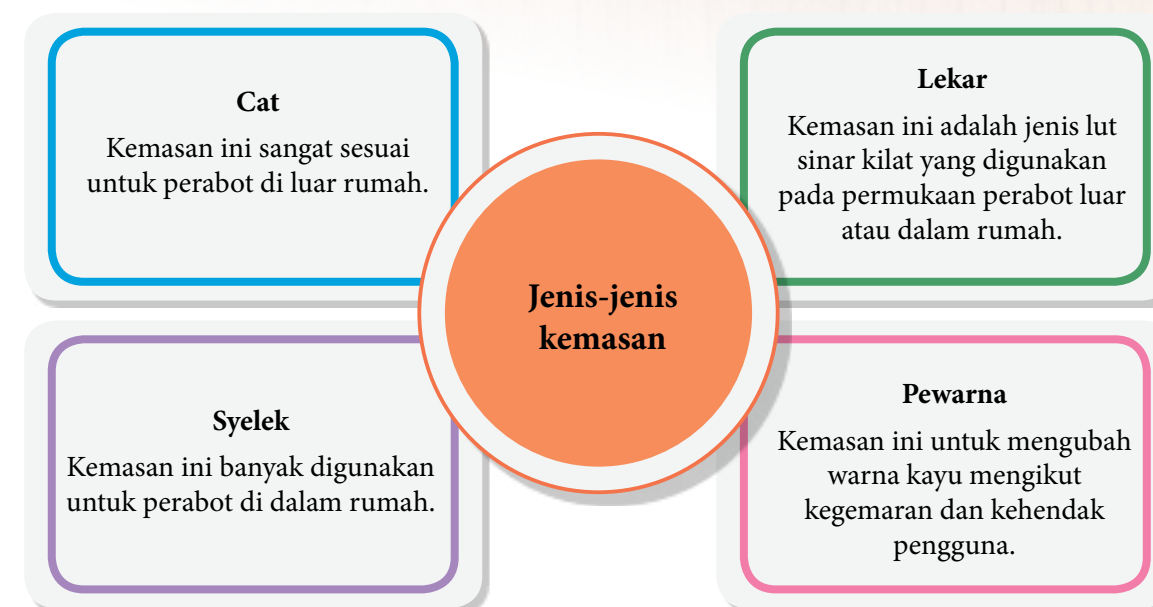 Cat
Kemasan ini sangat sesuai
untuk perabot di luar rumah.
Lekar
Kemasan ini adalah jenis lut
sinar kilat yang digunakan
pada permukaan perabot luar
atau dalam rumah.
Jenis-jenis
kemasan
Syelek
Kemasan ini banyak digunakan
untuk perabot di dalam rumah.
Pewarna
Kemasan ini untuk mengubah
warna kayu mengikut
kegemaran dan kehendak
pengguna.